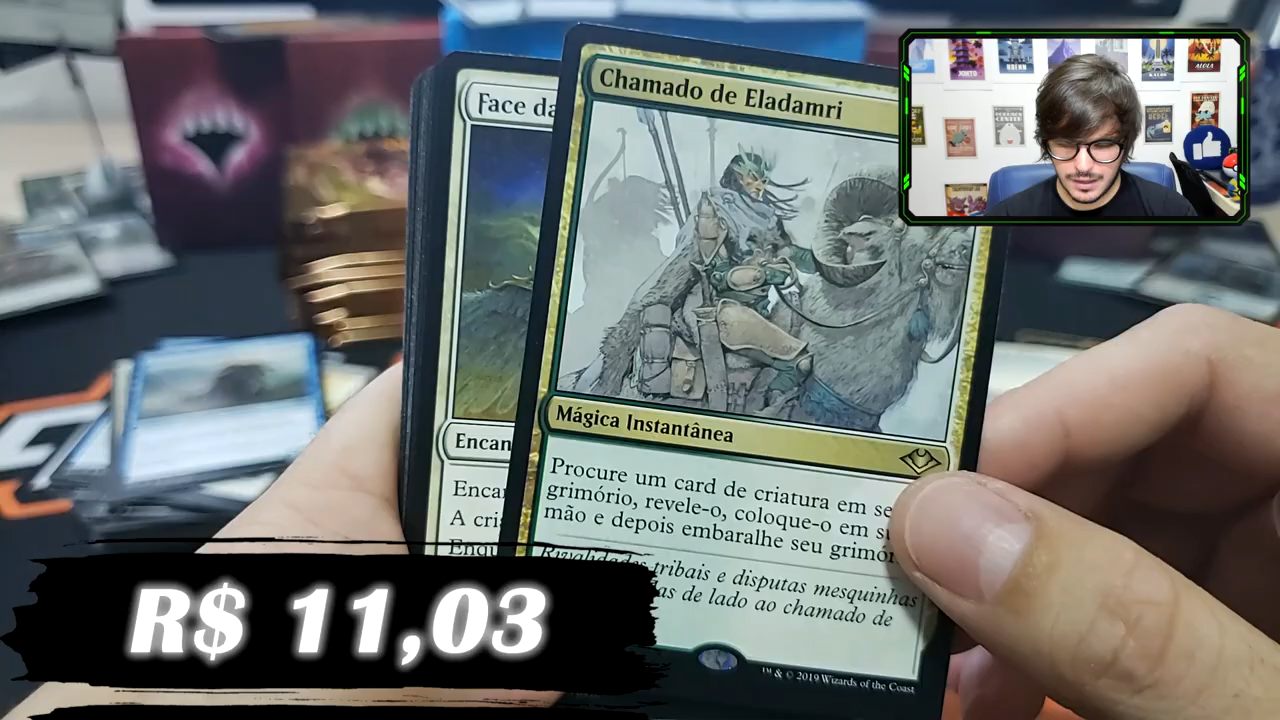 Face da
Chamado de Eladamri
Encan
Mágica Instantânea
Procure um card de criatura em se
grimório, revele-o, coloque-o em s
mão e depois embaralhe seu grimór
Encan
A cria
Enqu
Rivalidades tribais e disputas mesquinhas
as de lado ao chamado de
™ & © 2019 Wizards of the Coast
R$ 11,03